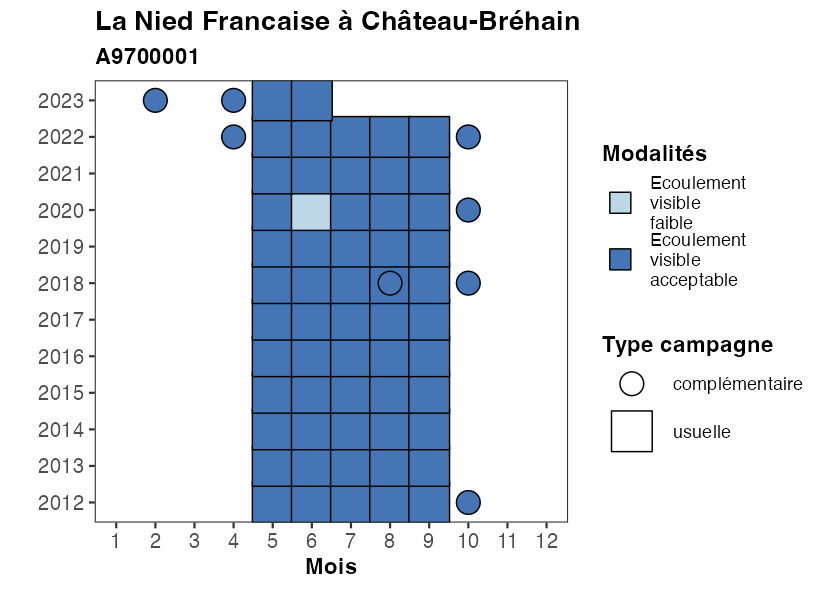 La Nied Francaise à Château-Bréhain
A9700001
2023
2022
2021
2020
2019
2018
2017
2016
2015
2014
2013
2012
1 2 3 4 5 6 7 8 9 10 11 12
Mois
Modalités
Ecoulement
visible
faible
Ecoulement
visible
acceptable
Type campagne
complémentaire
usuelle